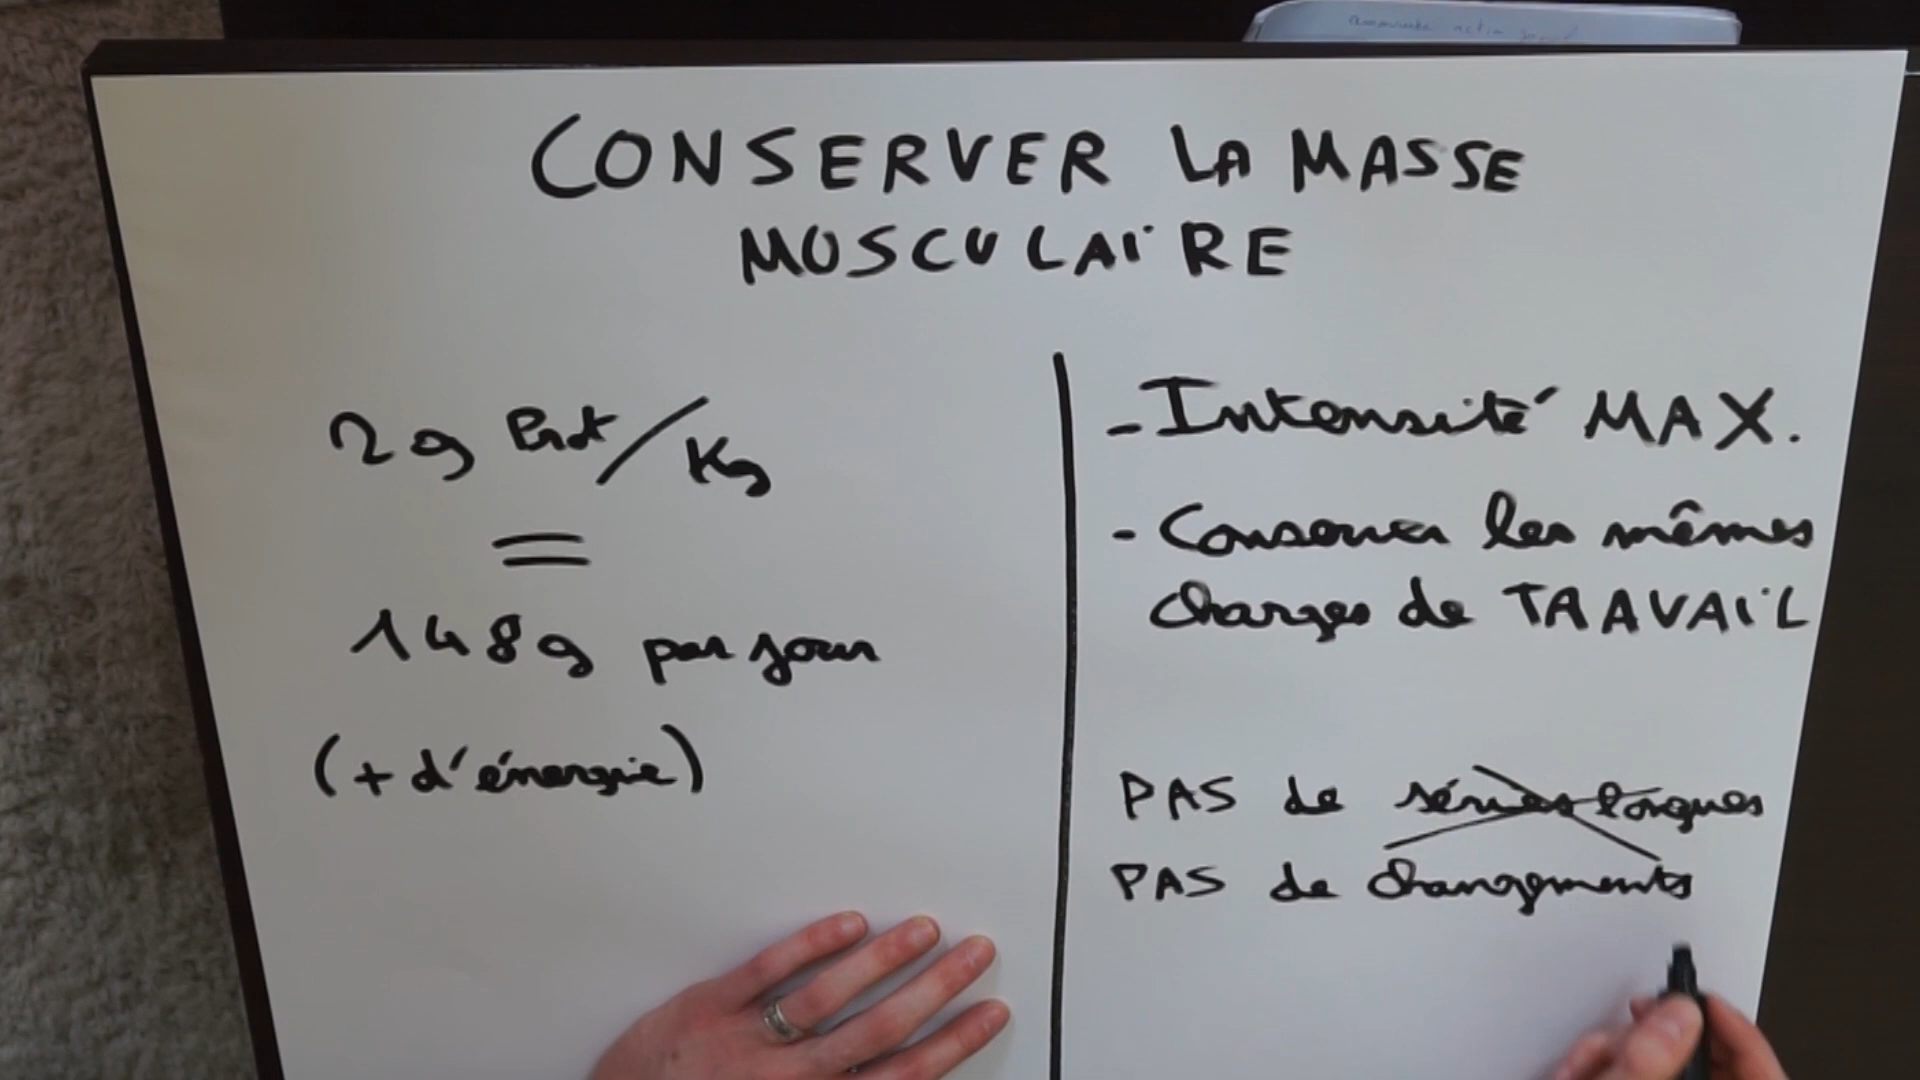 CONSERVER LA MASSE
MUSCULAIRE
2g Prot/Kg
=
148g par jour
(+ d'énergie)
- Intensité MAX.
- Conserver les mêmes
charges de TRAVAIL
PAS de séries longues
PAS de changements